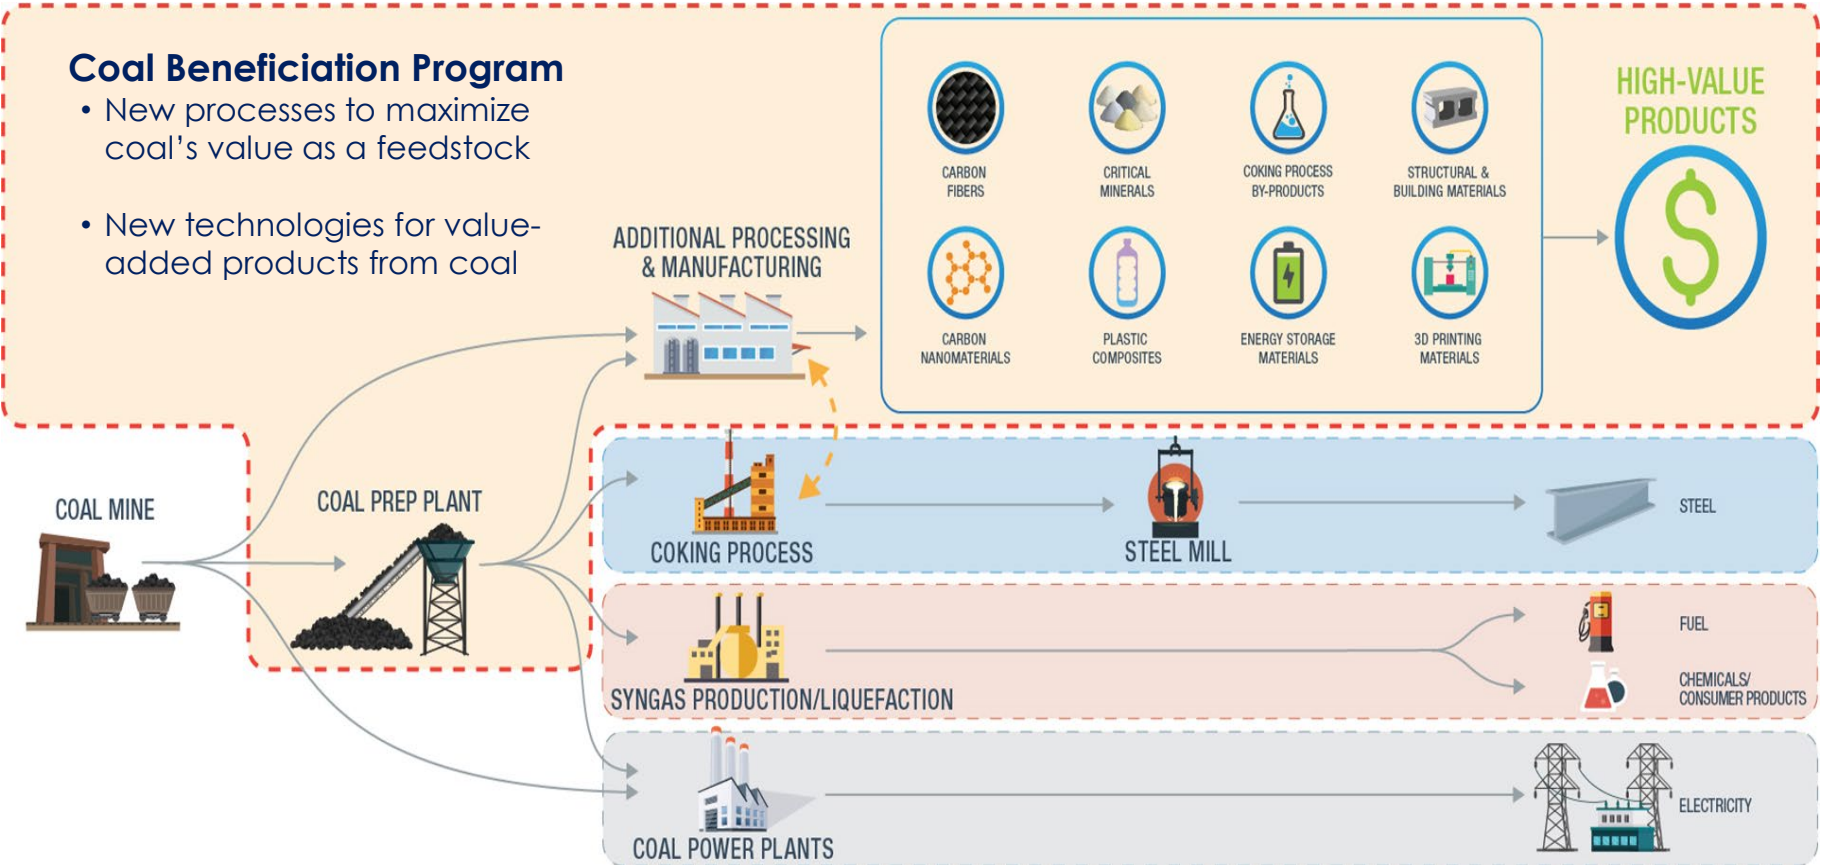 Coal Beneficiation Program
• New processes to maximize
coal's value as a feedstock
• New technologies for value-
added products from coal
HIGH-VALUE
PRODUCTS
CARBON
FIBERS
CRITICAL
MINERALS
COKING PROCESS
BY-PRODUCTS
STRUCTURAL &
BUILDING MATERIALS
ADDITIONAL PROCESSING
& MANUFACTURING
CARBON
NANOMATERIALS
PLASTIC
COMPOSITES
ENERGY STORAGE
MATERIALS
3D PRINTING
MATERIALS
COAL MINE
COAL PREP PLANT
COKING PROCESS
STEEL MILL
STEEL
SYNGAS PRODUCTION/LIQUEFACTION
FUEL
CHEMICALS/
CONSUMER PRODUCTS
COAL POWER PLANTS
ELECTRICITY